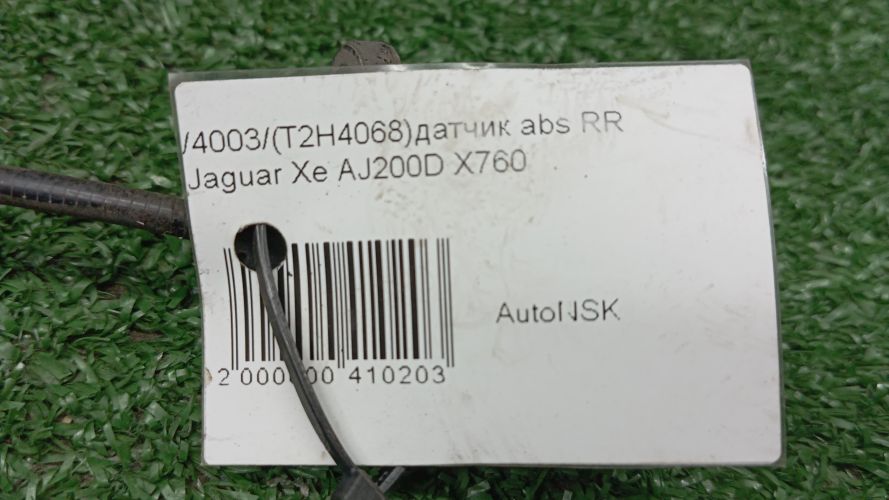 /4003/(T2H4068)датчик abs RR
Jaguar Xe AJ200D X760
AutoNSK
2 000000 410203